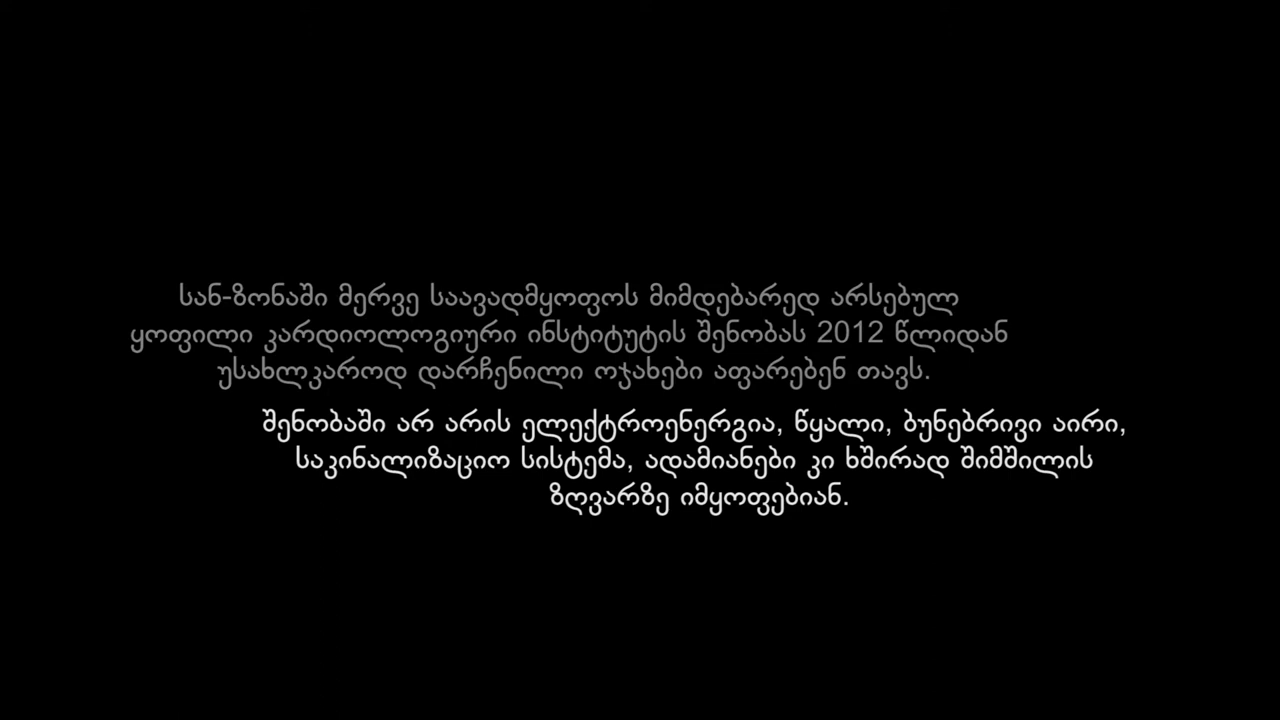 სან-ზონაში მერვე საავადმყოფოს მიმდებარედ არსებულ
ყოფილი კარდიოლოგიური ინსტიტუტის შენობას 2012 წლიდან
უსახლკაროდ დარჩენილი ოჯახები აფარებენ თავს.
შენობაში არ არის ელექტროენერგია, წყალი, ბუნებრივი აირი,
საკინალიზაციო სისტემა, ადამიანები კი ხშირად შიმშილის
ზღვარზე იმყოფებიან.